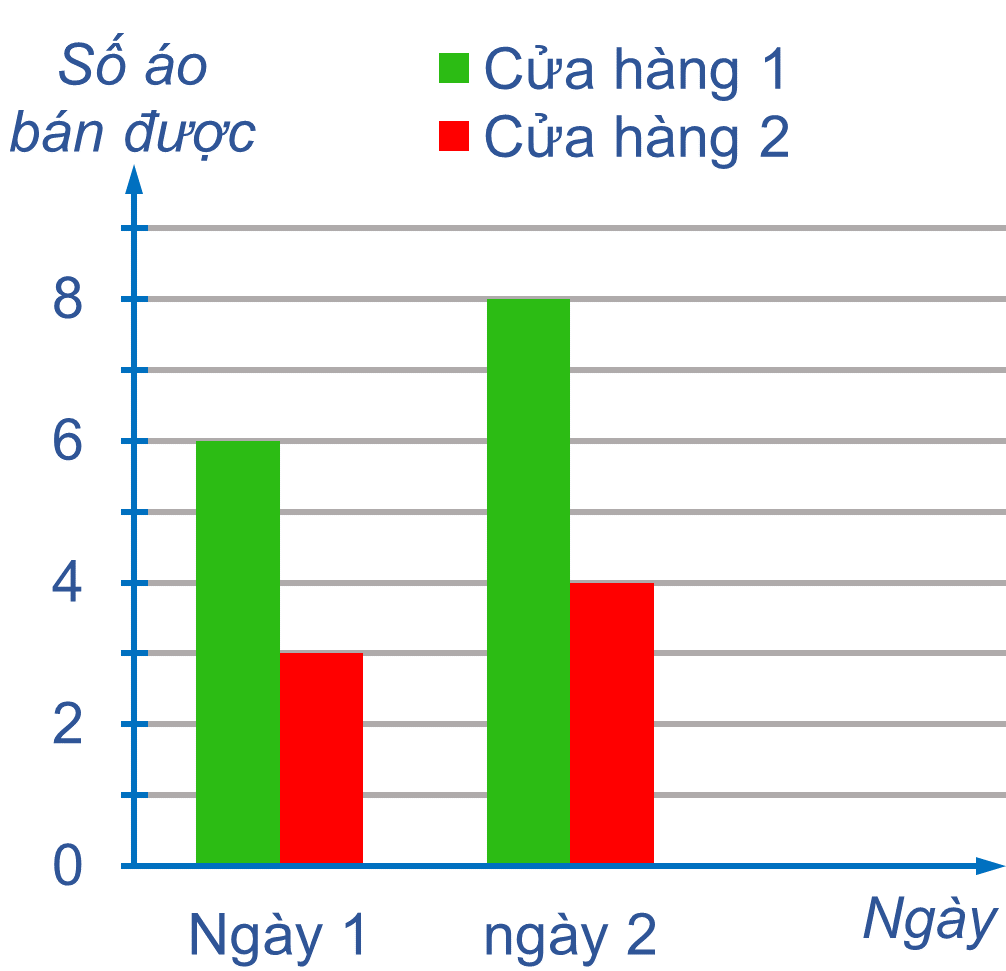 Số áo
bán được
Cửa hàng 1
Cửa hàng 2
8
6
4
2
0
Ngày 1
ngày 2
Ngày